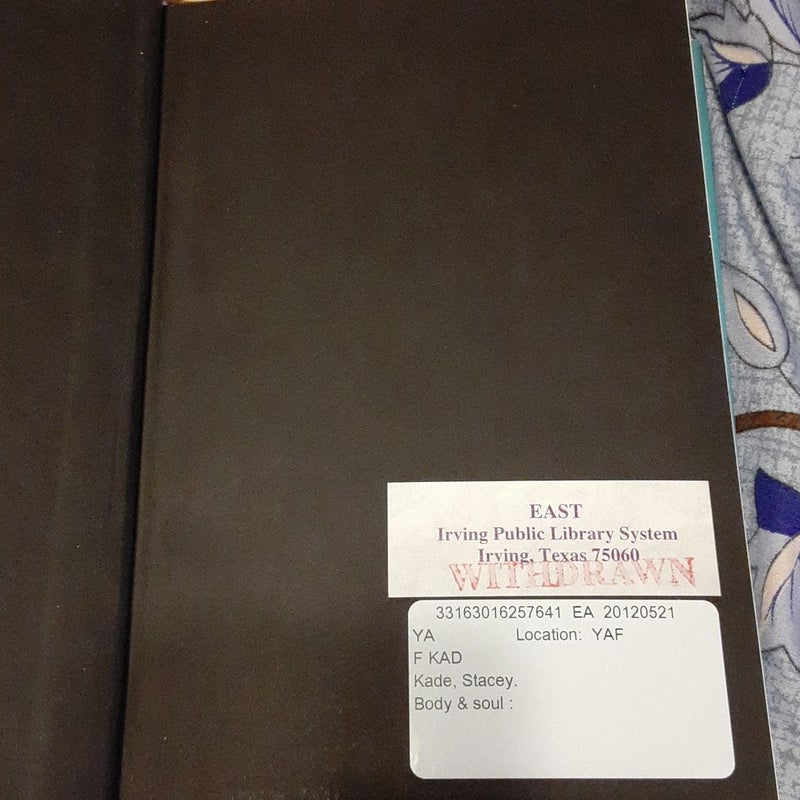 EAST
Irving Public Library System
Irving, Texas 75060
WITHDRAWN
33163016257641 EA 20120521
YA Location: YAF
F KAD
Kade, Stacey.
Body & soul :